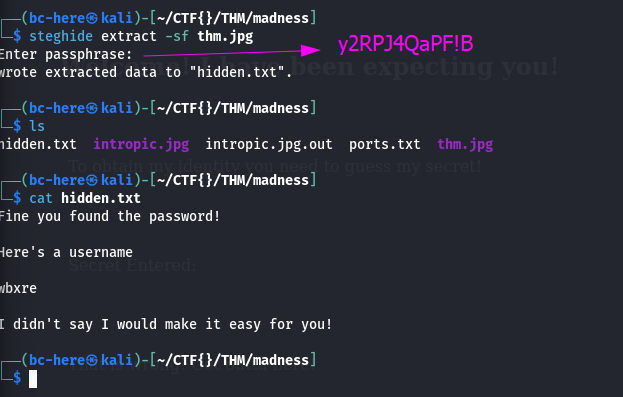 ┌──(bc-here㉿kali)-[~/CTF{}/THM/madness]
└─$ steghide extract -sf thm.jpg
Enter passphrase: y2RPJ4QaPF!B
wrote extracted data to "hidden.txt".
been expecting you!
┌──(bc-here㉿kali)-[~/CTF{}/THM/madness]
└─$ ls
hidden.txt intropic.jpg intropic.jpg.out ports.txt thm.jpg
To obtain my identity you need to guess my secret!
┌──(bc-here㉿kali)-[~/CTF{}/THM/madness]
└─$ cat hidden.txt
Fine you found the password!
Here's a username
Secret Entered:
wbxre
I didn't say I would make it easy for you!
┌──(bc-here㉿kali)-[~/CTF{}/THM/madness]
└─$